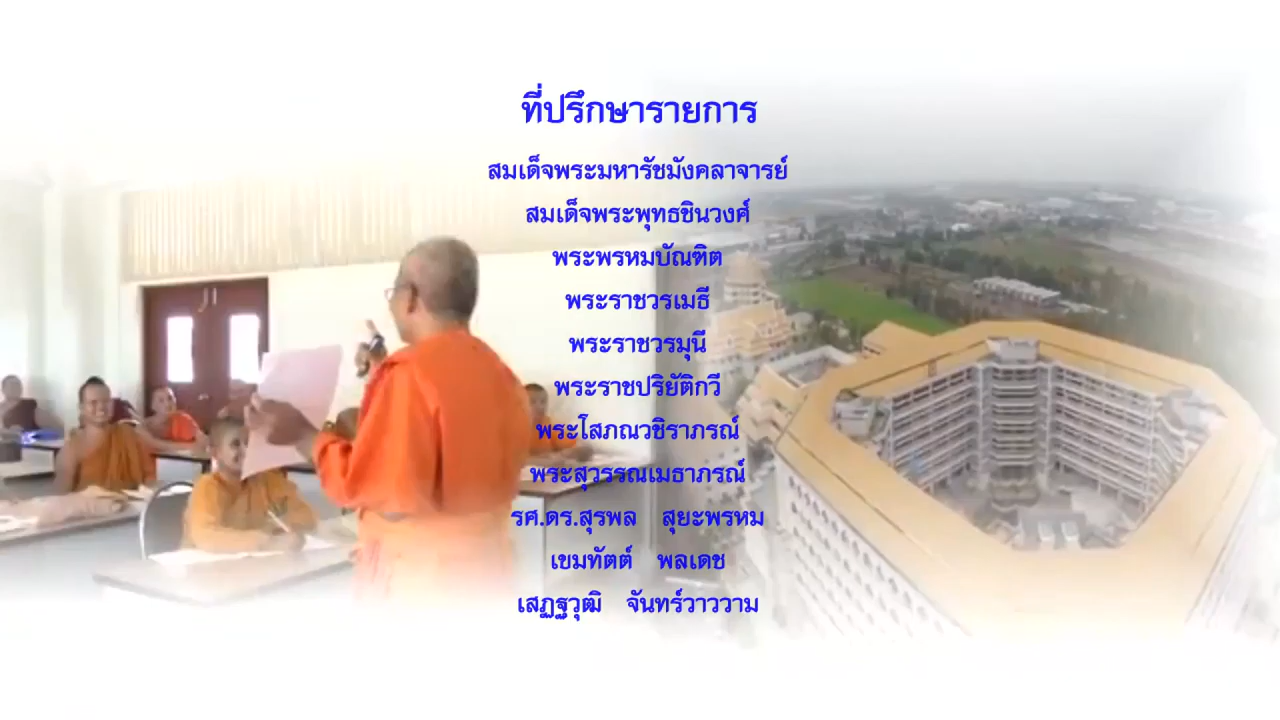 ที่ปรึกษารายการ
สมเด็จพระมหารัชมังคลาจารย์
สมเด็จพระพุทธชินวงศ์
พระพรหมบัณฑิต
พระราชวรเมธี
พระราชวรมุนี
พระราชปริยัติกวี
พระโสภณวชิราภรณ์
พระสุวรรณเมธาภรณ์
รศ.ดร.สุรพล สุยะพรหม
เขมทัตต์ พลเดช
เสฏฐวุฒิ จันทร์วาววาม